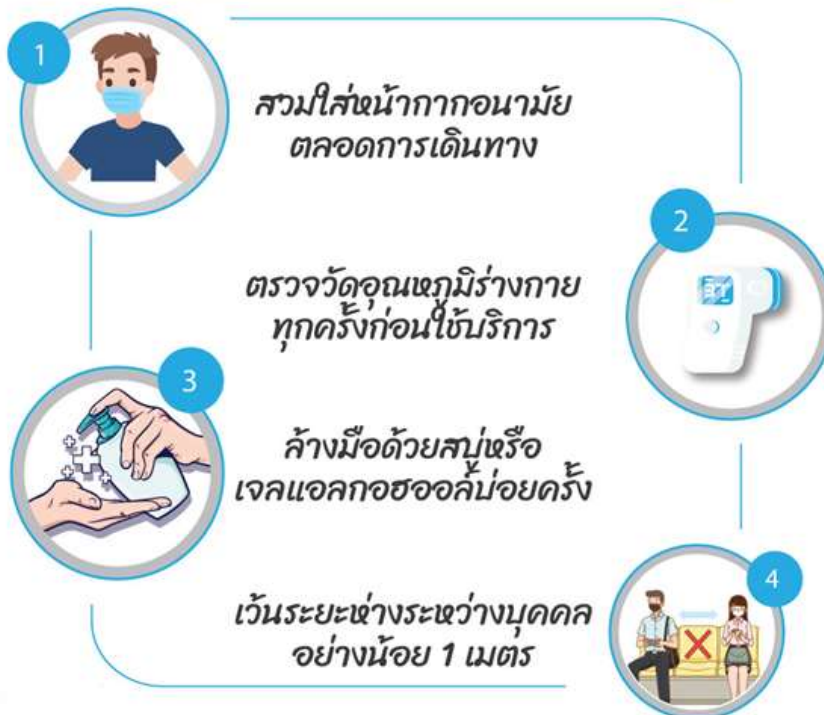 1
สวมใส่หน้ากากอนามัย
ตลอดการเดินทาง
2
ตรวจวัดอุณหภูมิร่างกาย
ทุกครั้งก่อนใช้บริการ
37
3
ล้างมือด้วยสบู่หรือ
เจลแอลกอฮออล์บ่อยครั้ง
4
เว้นระยะห่างระหว่างบุคคล
อย่างน้อย 1 เมตร